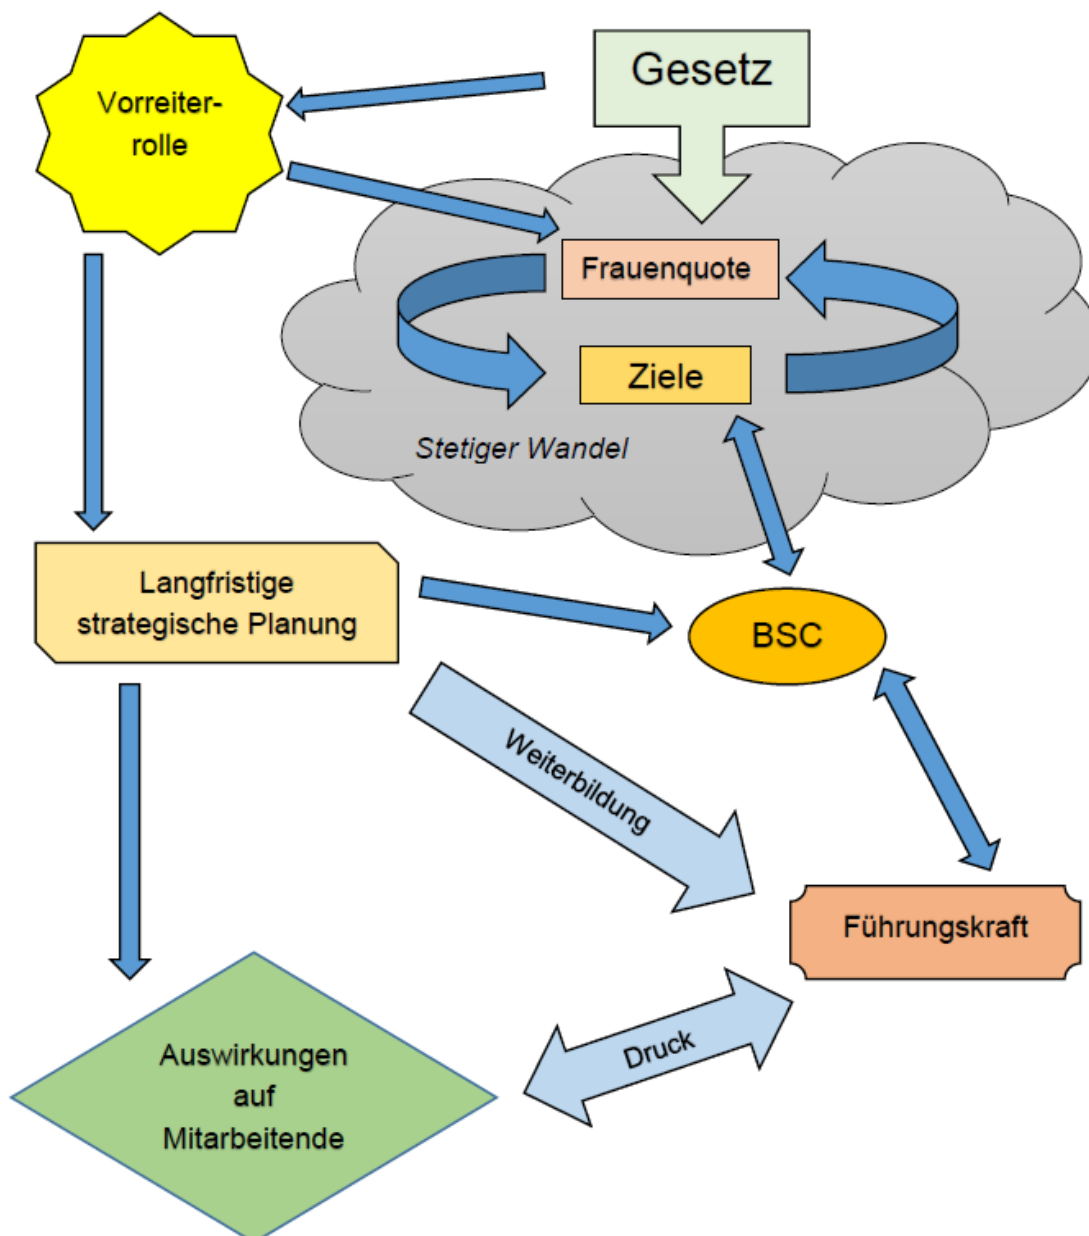 Gesetz
Vorreiter-
rolle
Frauenquote
Ziele
Stetiger Wandel
Langfristige
strategische Planung
BSC
Weiterbildung
Führungskraft
Druck
Auswirkungen
auf
Mitarbeitende